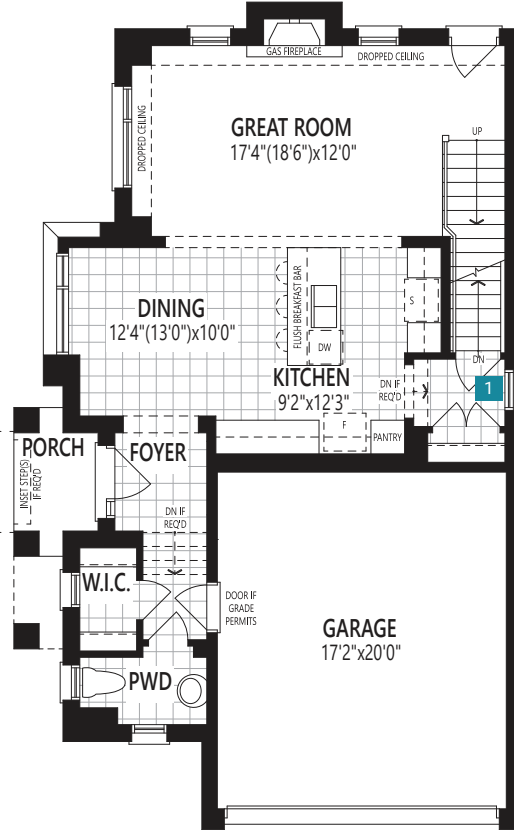 GAS FIREPLACE
DROPPED CEILING
DROPPED CEILING
GREAT ROOM
17'4"(18'6")x12'0"
UP
DINING
12'4"(13'0")x10'0"
FLUSH BREAKFAST BAR
DW
S
KITCHEN
9'2"x12'3"
DN
1
DN IF
REQ'D
F
PANTRY
PORCH
INSET STEP(S)
IF REQ'D
FOYER
DN IF
REQ'D
W.I.C.
DOOR IF
GRADE
PERMITS
GARAGE
17'2"x20'0"
PWD